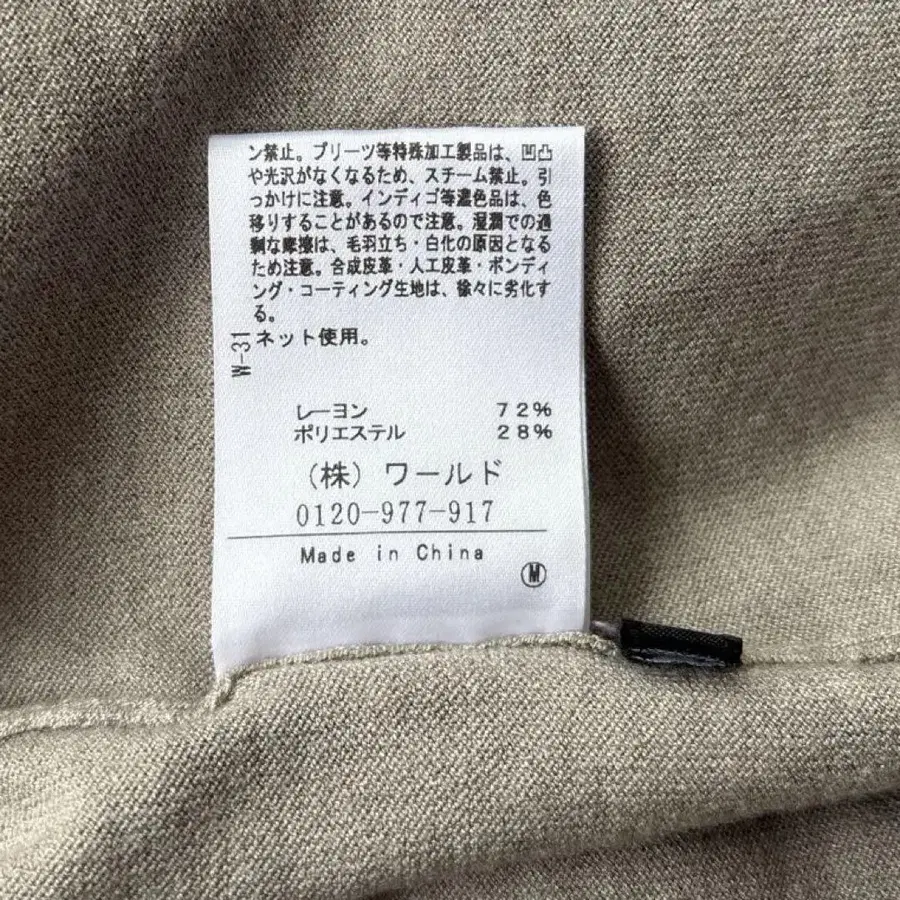 ン禁止。プリーツ等特殊加工製品は、凹凸
や光沢がなくなるため、スチーム禁止。引
っかけに注意。インディゴ等濃色品は、色
移りすることがあるので注意。湿潤での過
剰な摩擦は、毛羽立ち・白化の原因となる
ため注意。合成皮革・人工皮革・ボンディ
ング・コーティング生地は、徐々に劣化す
る。
ネット使用。
W-31
レーヨン 72%
ポリエステル 28%
(株)ワールド
0120-977-917
Made in China
M